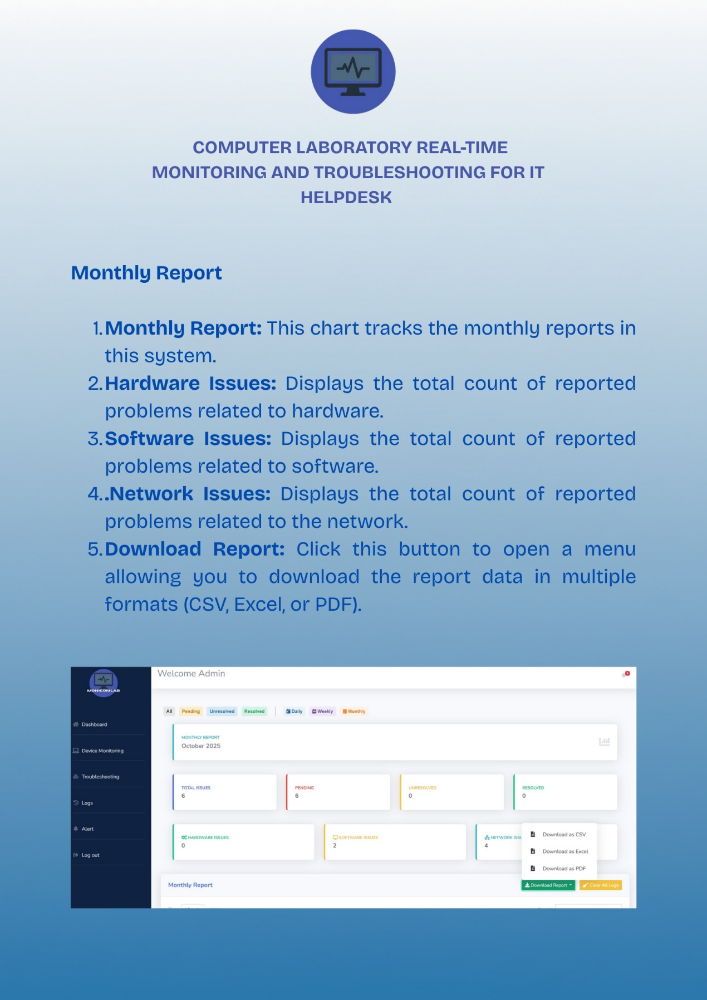 COMPUTER LABORATORY REAL-TIME
MONITORING AND TROUBLESHOOTING FOR IT
HELPDESK
Monthly Report
1. Monthly Report: This chart tracks the monthly reports in
this system.
2. Hardware Issues: Displays the total count of reported
problems related to hardware.
3. Software Issues: Displays the total count of reported
problems related to software.
4. .Network Issues: Displays the total count of reported
problems related to the network.
5. Download Report: Click this button to open a menu
allowing you to download the report data in multiple
formats (CSV, Excel, or PDF).
MONICOMLAB
Welcome Admin
1
Dashboard
Device Monitoring
Troubleshooting
Logs
Alert
Log out
All Pending Unresolved Resolved Daily Weekly Monthly
MONTHLY REPORT
October 2025
TOTAL ISSUES
6
PENDING
6
UNRESOLVED
0
RESOLVED
0
HARDWARE ISSUES
0
SOFTWARE ISSUES
2
NETWORK ISSU
4
Download as CSV
Download as Excel
Download as PDF
Monthly Report
Download Report
Clear All Logs